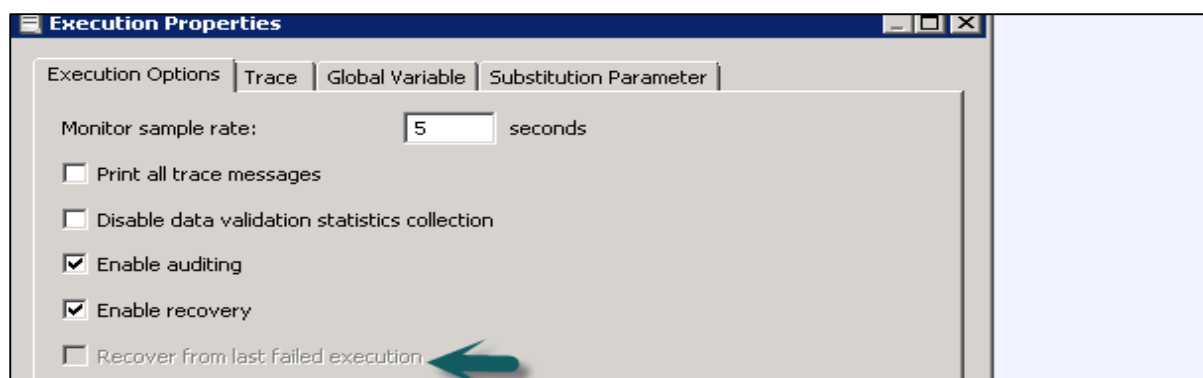 Execution Properties
Execution Options Trace Global Variable Substitution Parameter
Monitor sample rate: 5 seconds
Print all trace messages
Disable data validation statistics collection
Enable auditing
Enable recovery
Recover from last failed execution